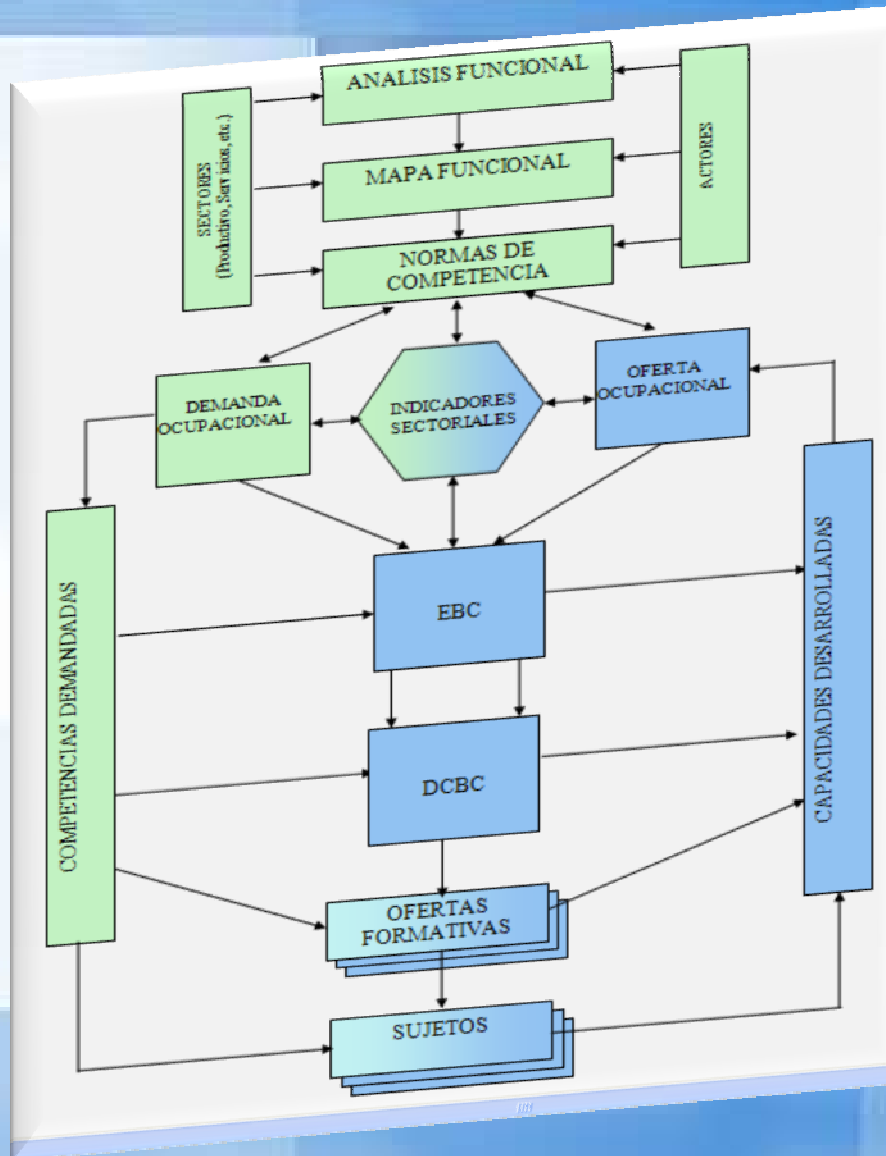 ANALISIS FUNCIONAL
SECTORES
(Productivo, Servicios, etc.)
ACTORES
MAPA FUNCIONAL
NORMAS DE
COMPETENCIA
DEMANDA
OCUPACIONAL
INDICADORES
SECTORIALES
OFERTA
OCUPACIONAL
COMPETENCIAS DEMANDADAS
EBC
CAPACIDADES DESARROLLADAS
DCBC
OFERTAS
FORMATIVAS
SUJETOS